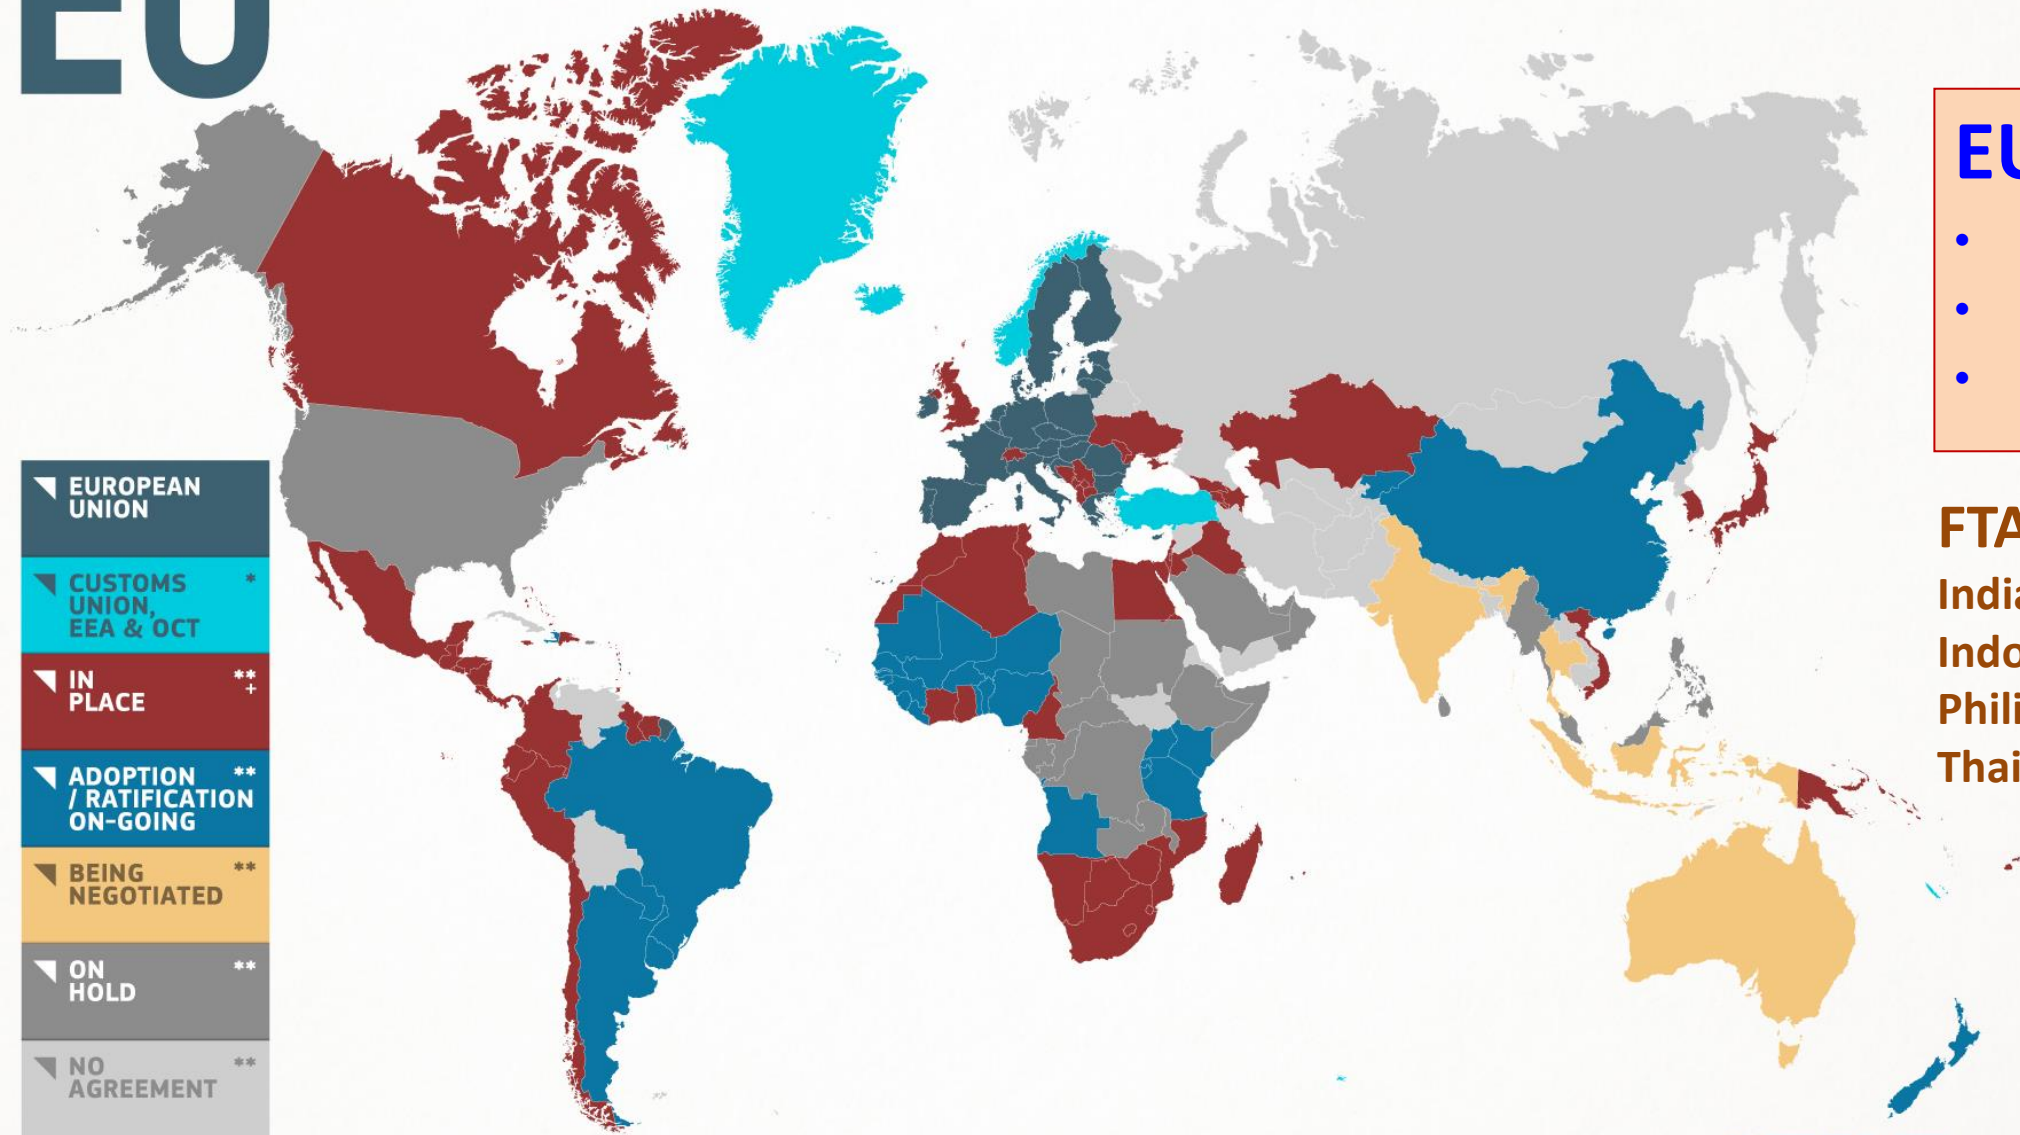 EU
EUROPEAN
UNION
CUSTOMS *
UNION,
EEA & OCT
IN **
PLACE +
ADOPTION **
/ RATIFICATION
ON-GOING
BEING **
NEGOTIATED
ON **
HOLD
NO **
AGREEMENT
EU
•
•
•
FTA
India
Indo
Phili
Thai